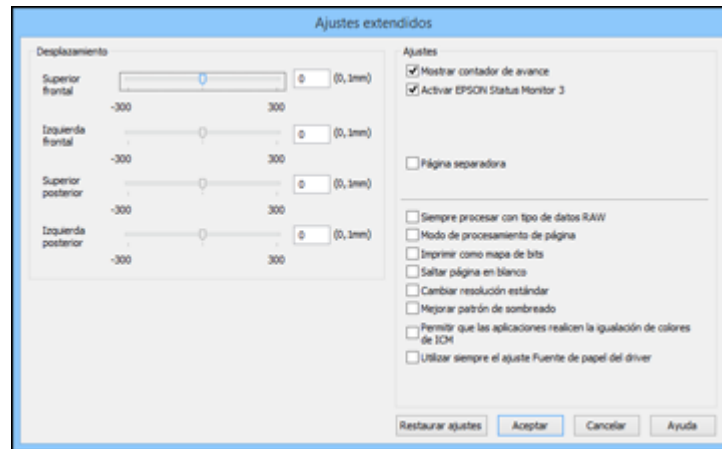 Ajustes extendidos
Desplazamiento
Superior
frontal
0 (0,1mm)
-300 300
Izquierda
frontal
0 (0,1mm)
-300 300
Superior
posterior
0 (0,1mm)
-300 300
Izquierda
posterior
0 (0,1mm)
-300 300
Ajustes
Mostrar contador de avance
Activar EPSON Status Monitor 3
Página separadora
Siempre procesar con tipo de datos RAW
Modo de procesamiento de página
Imprimir como mapa de bits
Saltar página en blanco
Cambiar resolución estándar
Mejorar patrón de sombreado
Permitir que las aplicaciones realicen la igualación de colores
de ICM
Utilizar siempre el ajuste Fuente de papel del driver
Restaurar ajustes Aceptar Cancelar Ayuda